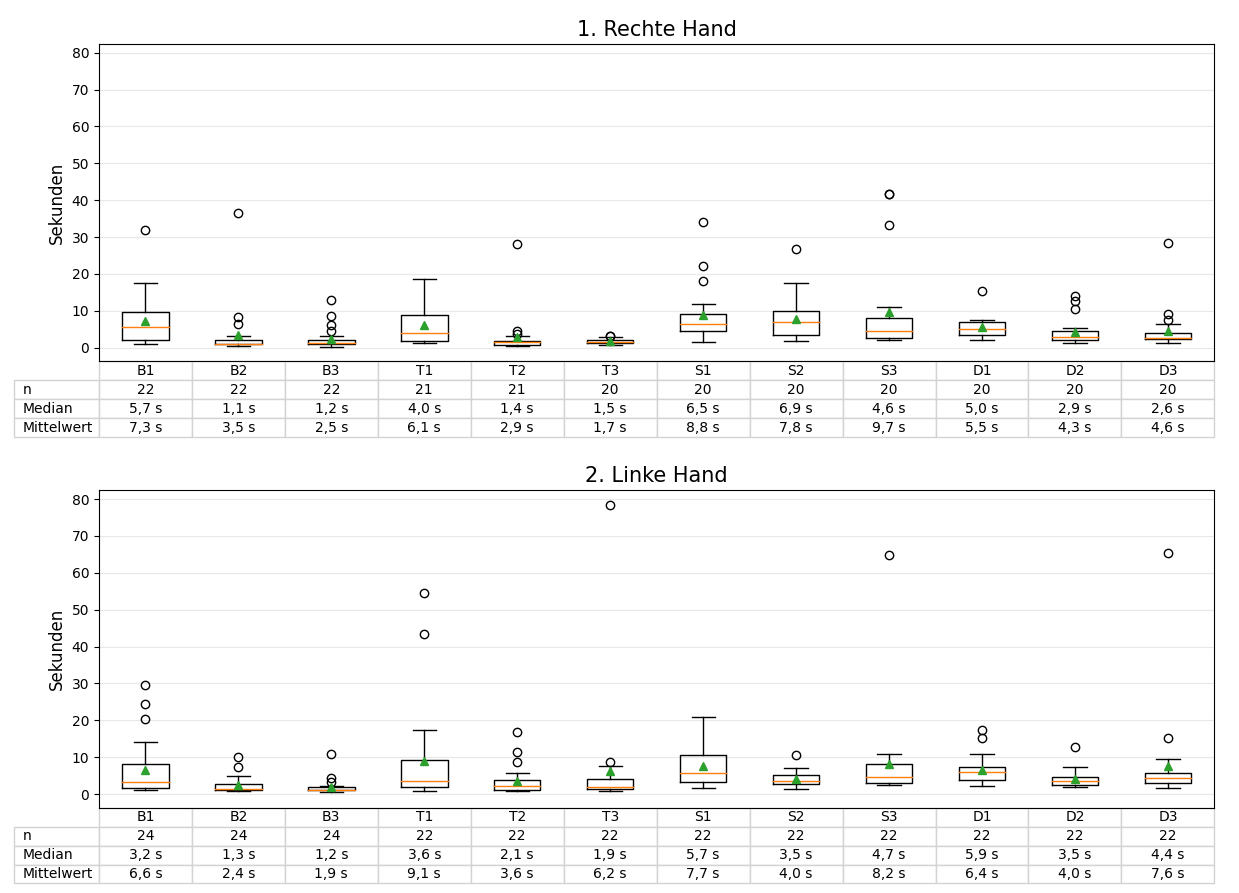 1. Rechte Hand
80
70
60
50
40
30
20
10
0
Sekunden
B1 B2 B3 T1 T2 T3 S1 S2 S3 D1 D2 D3
n 22 22 22 21 21 20 20 20 20 20 20 20
Median 5,7 s 1,1 s 1,2 s 4,0 s 1,4 s 1,5 s 6,5 s 6,9 s 4,6 s 5,0 s 2,9 s 2,6 s
Mittelwert 7,3 s 3,5 s 2,5 s 6,1 s 2,9 s 1,7 s 8,8 s 7,8 s 9,7 s 5,5 s 4,3 s 4,6 s
2. Linke Hand
80
70
60
50
40
30
20
10
0
Sekunden
B1 B2 B3 T1 T2 T3 S1 S2 S3 D1 D2 D3
n 24 24 24 22 22 22 22 22 22 22 22 22
Median 3,2 s 1,3 s 1,2 s 3,6 s 2,1 s 1,9 s 5,7 s 3,5 s 4,7 s 5,9 s 3,5 s 4,4 s
Mittelwert 6,6 s 2,4 s 1,9 s 9,1 s 3,6 s 6,2 s 7,7 s 4,0 s 8,2 s 6,4 s 4,0 s 7,6 s